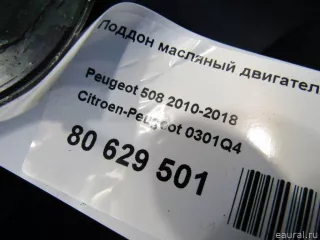 Поддон масляный двигател
Peugeot 508 2010-2018
Citroen-Peugeot 0301Q4
80 629 501
eaural.ru